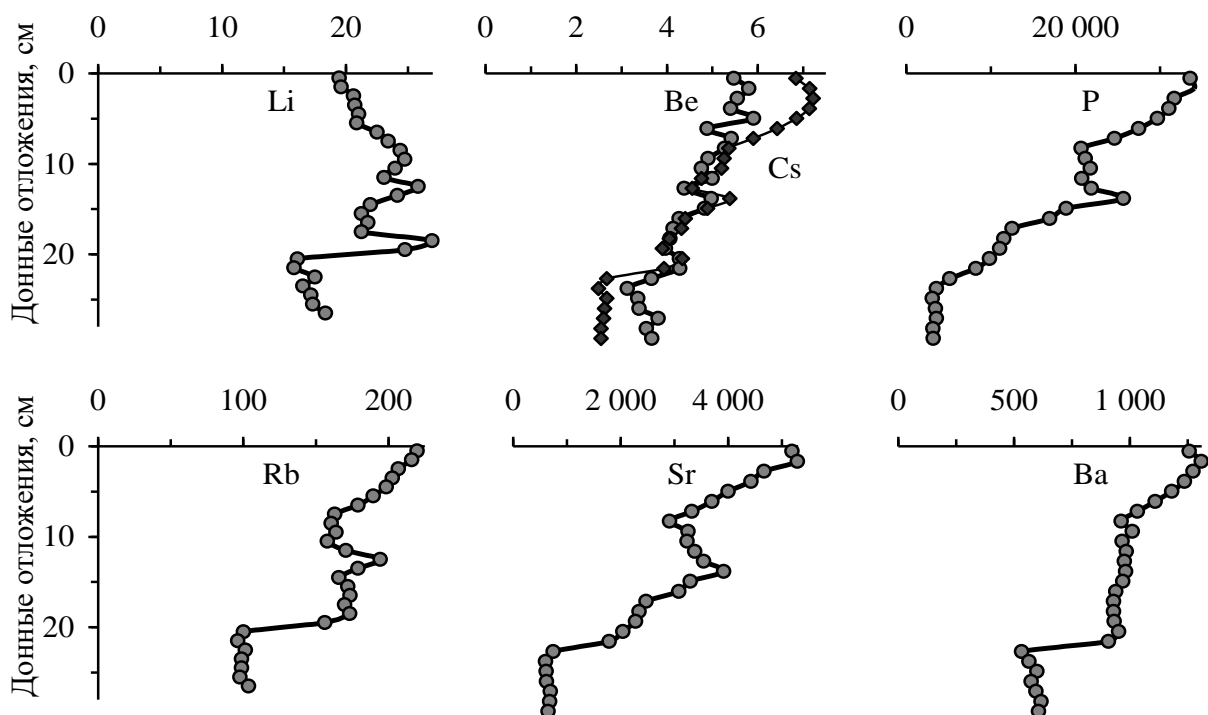 0 10 20
0 2 4 6
0 20 000
Донные отложения, см
0
10
20
Li
Be
Cs
P
0 100 200
0 2 000 4 000
0 500 1 000
Донные отложения, см
0
10
20
Rb
Sr
Ba